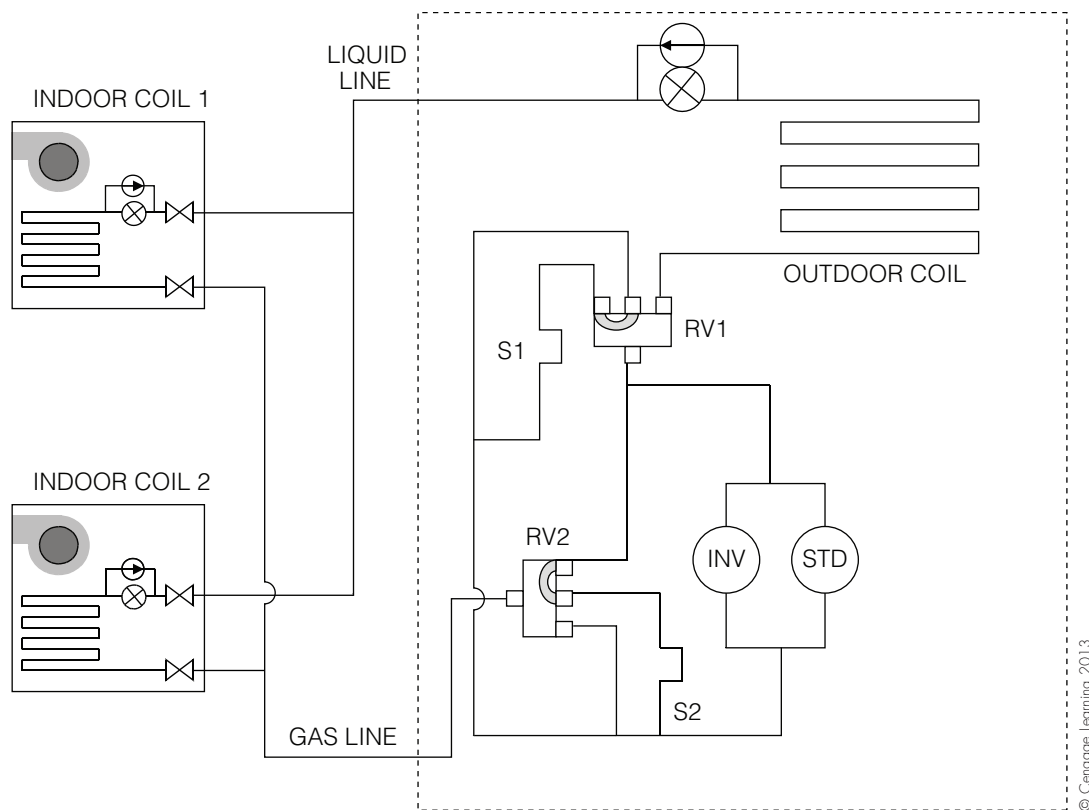 LIQUID
LINE
INDOOR COIL 1
OUTDOOR COIL
RV1
S1
INDOOR COIL 2
RV2
INV
STD
S2
GAS LINE
© Cengage Learning 2013